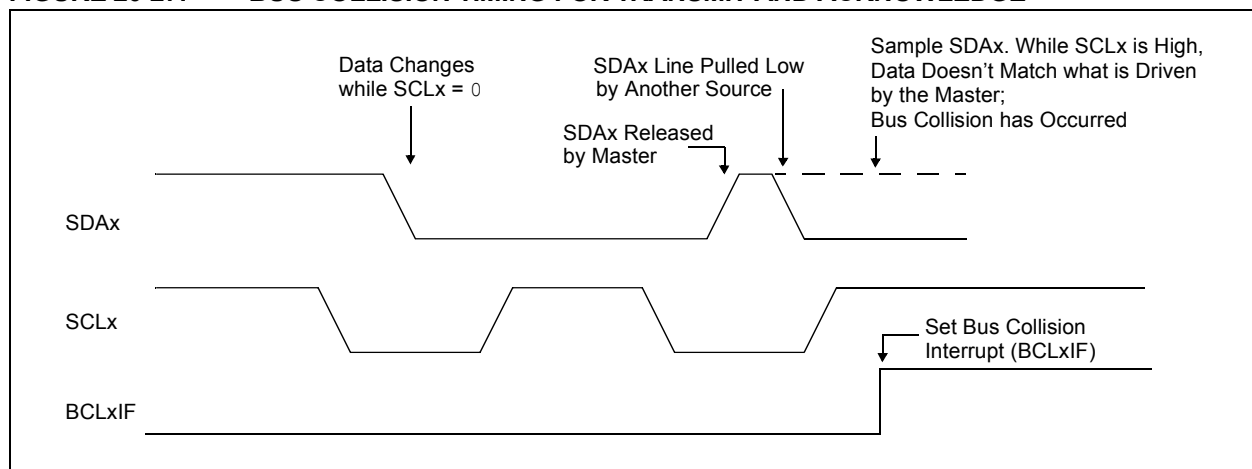 Data Changes
while SCLx = 0
SDAx Line Pulled Low
by Another Source
SDAx Released
by Master
Sample SDAx. While SCLx is High,
Data Doesn’t Match what is Driven
by the Master;
Bus Collision has Occurred
SDAx
SCLx
Set Bus Collision
Interrupt (BCLxIF)
BCLxIF